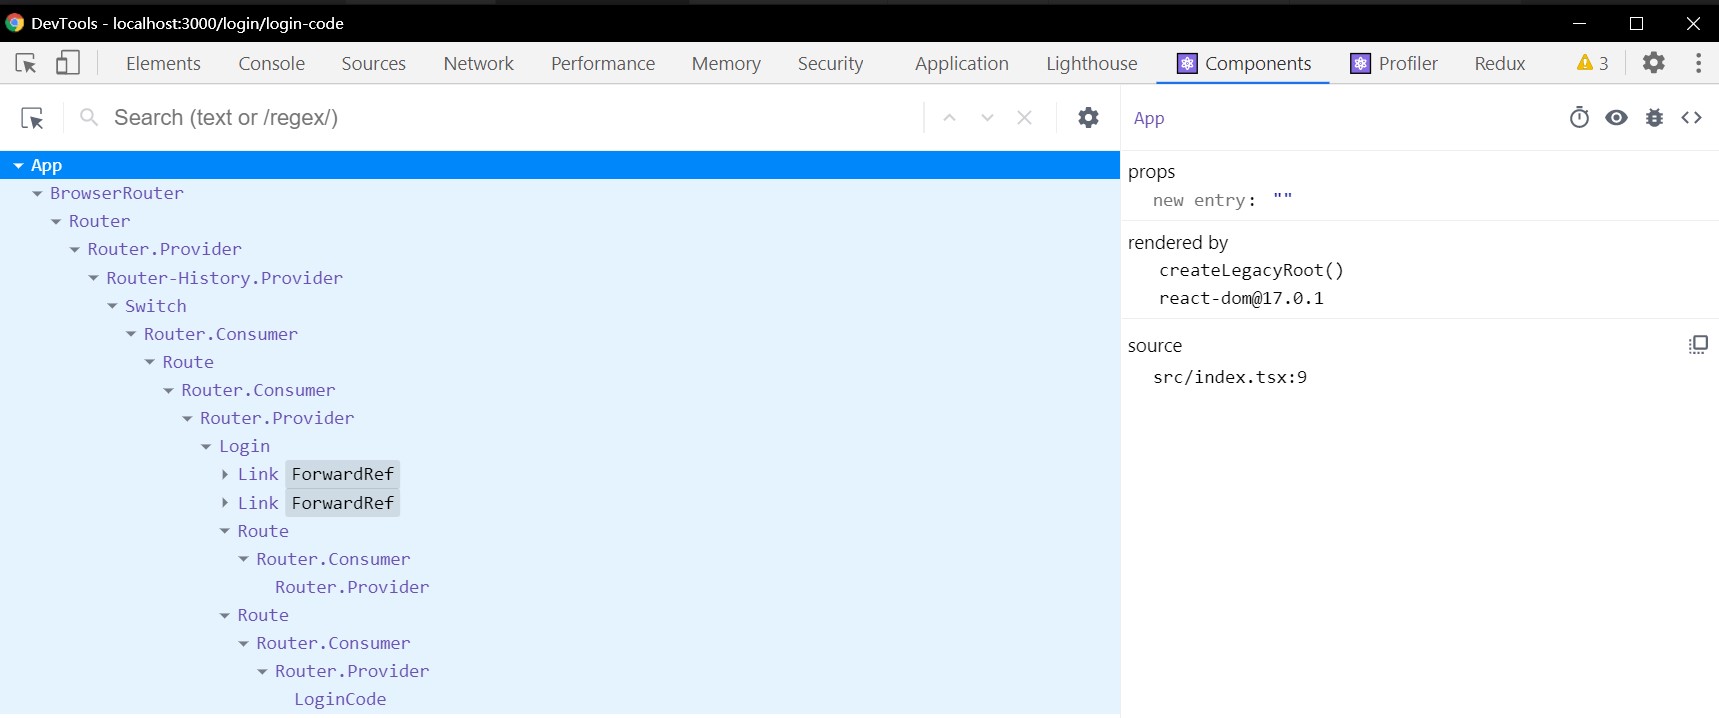 DevTools - localhost:3000/login/login-code
Elements Console Sources Network Performance Memory Security Application Lighthouse Components Profiler Redux 3
Search (text or /regex/)
App
App
BrowserRouter
Router
Router.Provider
Router-History.Provider
Switch
Router.Consumer
Route
Router.Consumer
Router.Provider
Login
Link ForwardRef
Link ForwardRef
Route
Router.Consumer
Router.Provider
Route
Router.Consumer
Router.Provider
LoginCode
props
new entry: ""
rendered by
createLegacyRoot()
react-dom@17.0.1
source
src/index.tsx:9